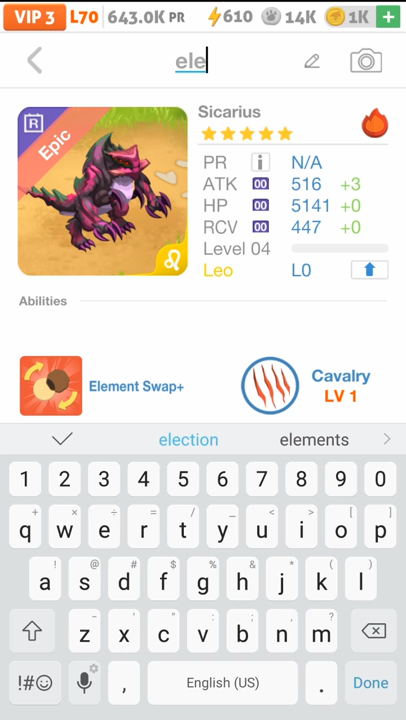 VIP 3 L70 643.0K PR 610 14K 1K +
ele
Sicarius
R
Epic
PR i N/A
ATK 00 516 +3
HP 00 5141 +0
RCV 00 447 +0
Level 04
Leo L0
Abilities
Element Swap+
Cavalry
LV 1
election elements
1 2 3 4 5 6 7 8 9 0
+ × ÷ = / _ < > [ ]
q w e r t y u i o p
! @ # $ % ^ & * ( )
a s d f g h j k l
- ' " : ; , ?
z x c v b n m
!#☺ , English (US) . Done